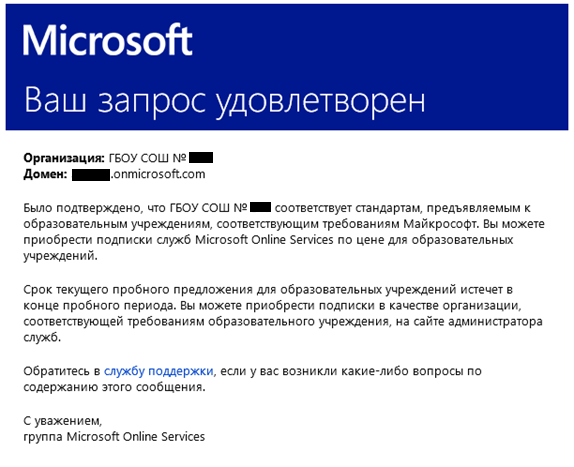 Microsoft
Ваш запрос удовлетворен
Организация: ГБОУ СОШ №
Домен: .onmicrosoft.com
Было подтверждено, что ГБОУ СОШ № соответствует стандартам, предъявляемым к
образовательным учреждениям, соответствующим требованиям Майкрософт. Вы можете
приобрести подписки служб Microsoft Online Services по цене для образовательных
учреждений.
Срок текущего пробного предложения для образовательных учреждений истечет в
конце пробного периода. Вы можете приобрести подписки в качестве организации,
соответствующей требованиям образовательного учреждения, на сайте администратора
служб.
Обратитесь в службу поддержки, если у вас возникли какие-либо вопросы по
содержанию этого сообщения.
С уважением,
группа Microsoft Online Services